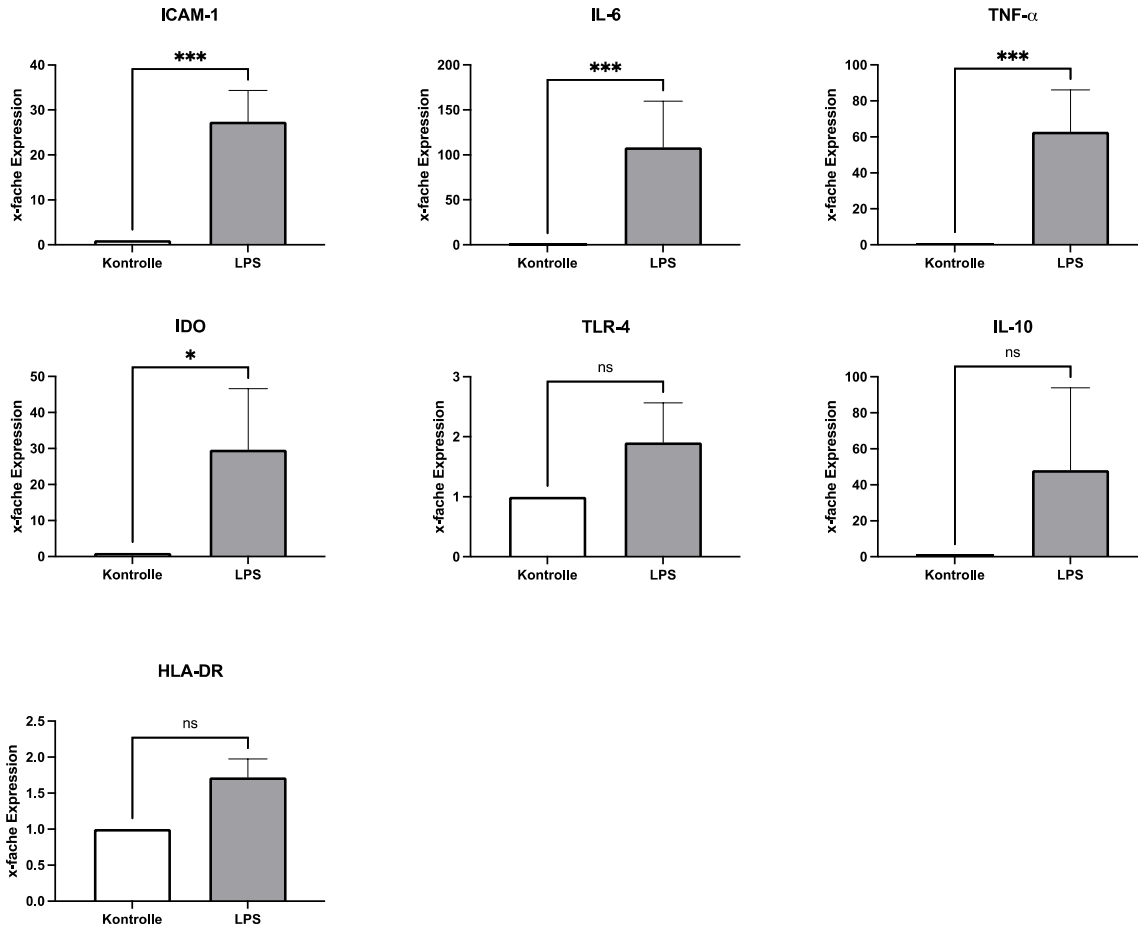 ICAM-1
***
x-fache Expression
40
30
20
10
0
Kontrolle
LPS
IL-6
***
x-fache Expression
200
150
100
50
0
Kontrolle
LPS
TNF-α
***
x-fache Expression
100
80
60
40
20
0
Kontrolle
LPS
IDO
*
x-fache Expression
50
40
30
20
10
0
Kontrolle
LPS
TLR-4
ns
x-fache Expression
3
2
1
0
Kontrolle
LPS
IL-10
ns
x-fache Expression
100
80
60
40
20
0
Kontrolle
LPS
HLA-DR
ns
x-fache Expression
2.5
2.0
1.5
1.0
0.5
0.0
Kontrolle
LPS